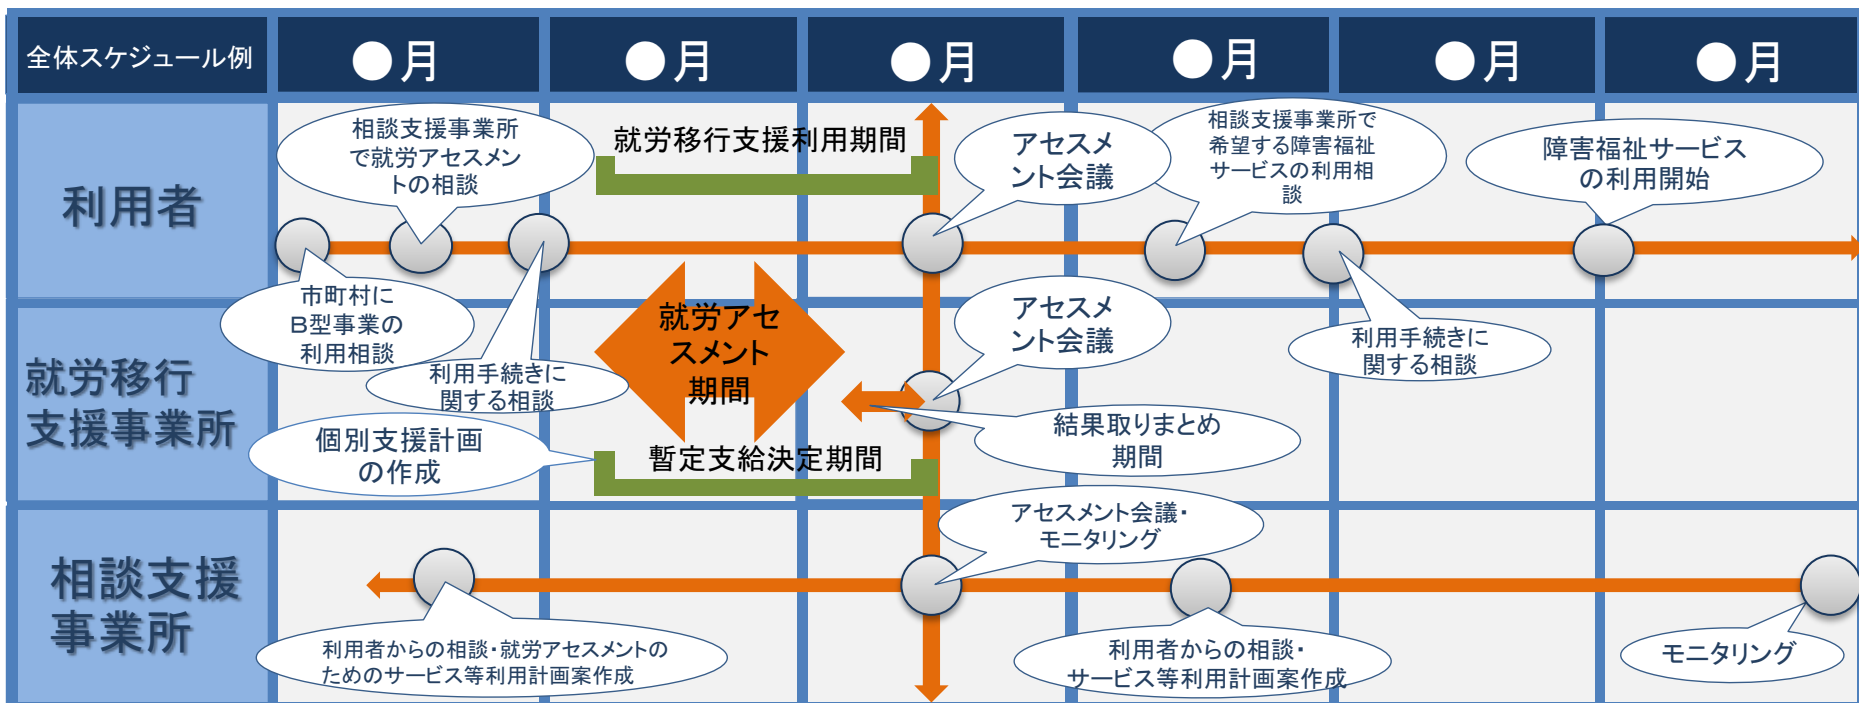 全体スケジュール例
●月
●月
●月
●月
●月
●月
利用者
相談支援事業所
で就労アセスメン
トの相談
就労移行支援利用期間
アセスメ
ント会議
相談支援事業所で
希望する障害福祉
サービスの利用相
談
障害福祉サービス
の利用開始
市町村に
B型事業の
利用相談
利用手続きに
関する相談
就労アセ
スメント
期間
アセスメ
ント会議
利用手続きに
関する相談
就労移行
支援事業所
個別支援計画
の作成
暫定支給決定期間
結果取りまとめ
期間
相談支援
事業所
アセスメント会議・
モニタリング
利用者からの相談・就労アセスメントの
ためのサービス等利用計画案作成
利用者からの相談・
サービス等利用計画案作成
モニタリング